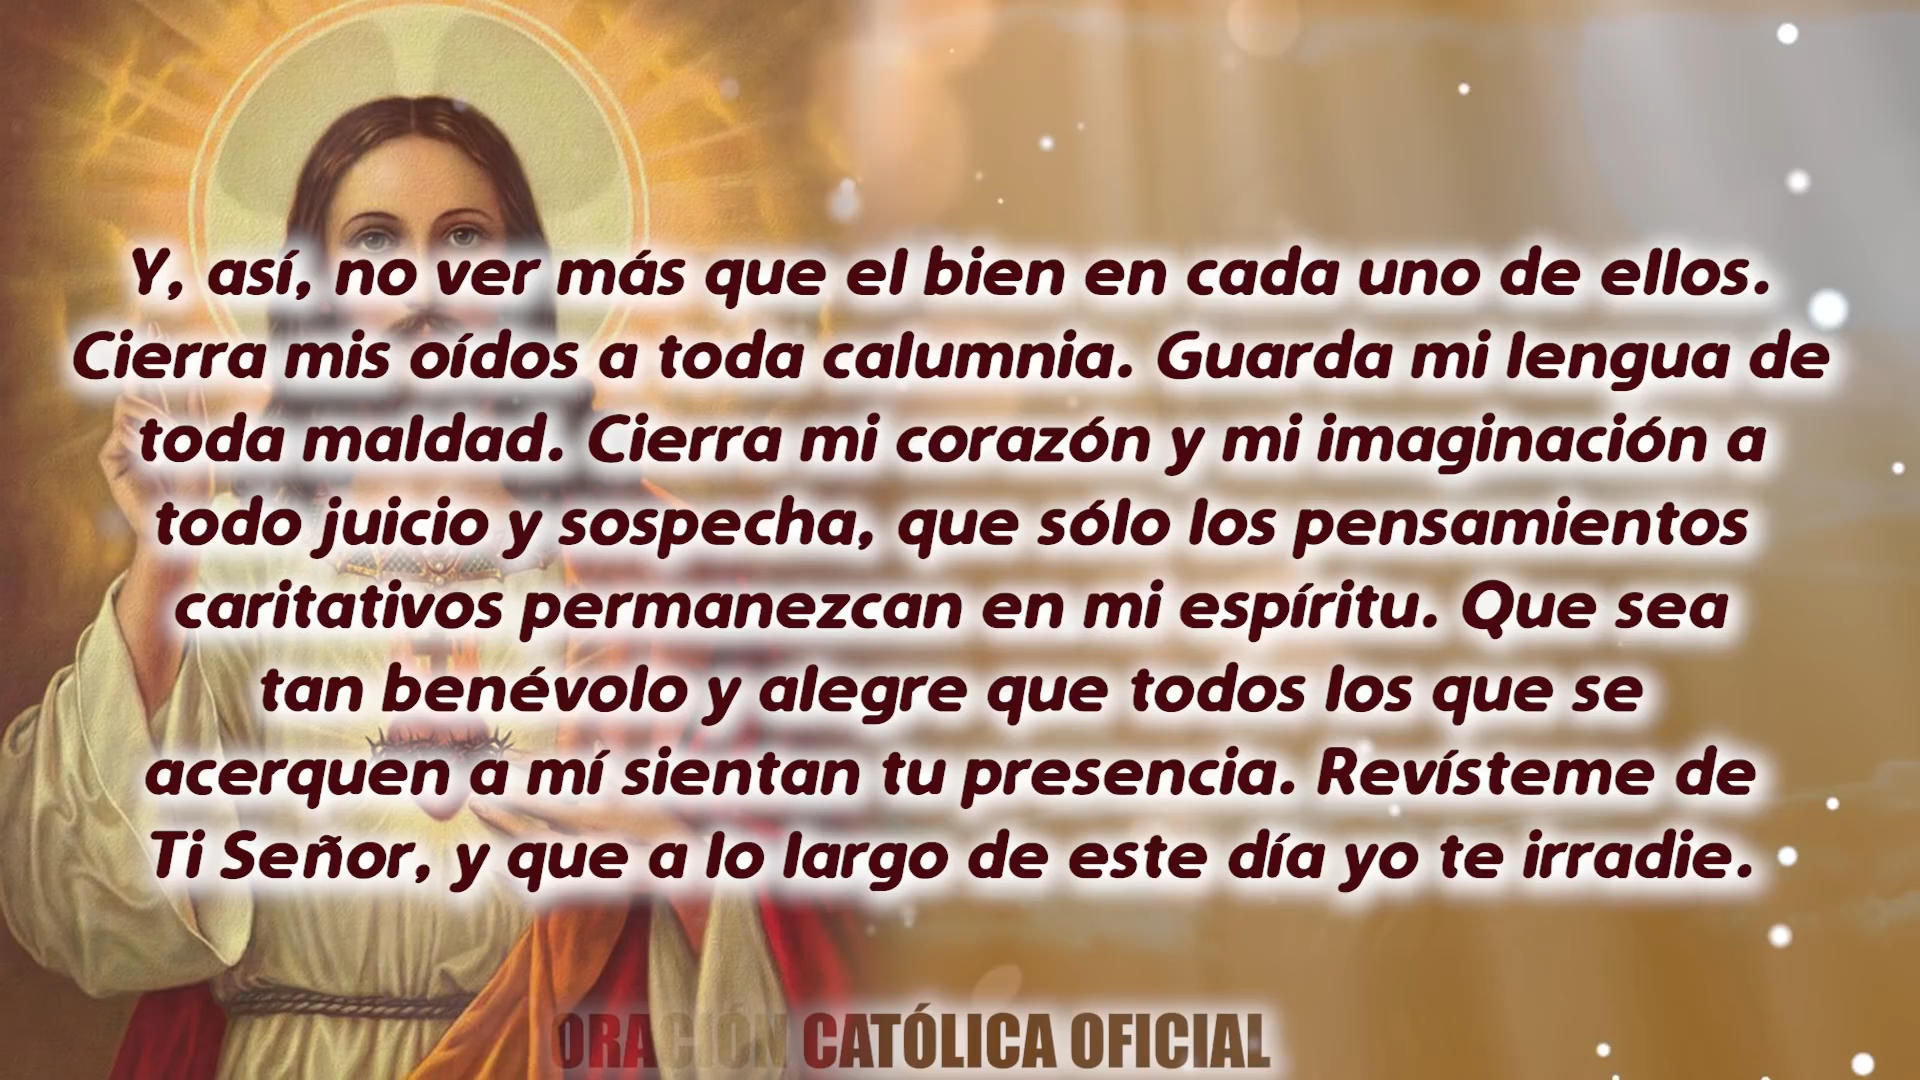 Y, así, no ver más que el bien en cada uno de ellos.
Cierra mis oídos a toda calumnia. Guarda mi lengua de
toda maldad. Cierra mi corazón y mi imaginación a
todo juicio y sospecha, que sólo los pensamientos
caritativos permanezcan en mi espíritu. Que sea
tan benévolo y alegre que todos los que se
acerquen a mí sientan tu presencia. Revísteme de
Ti Señor, y que a lo largo de este día yo te irradie.
ORACIÓN CATÓLICA OFICIAL